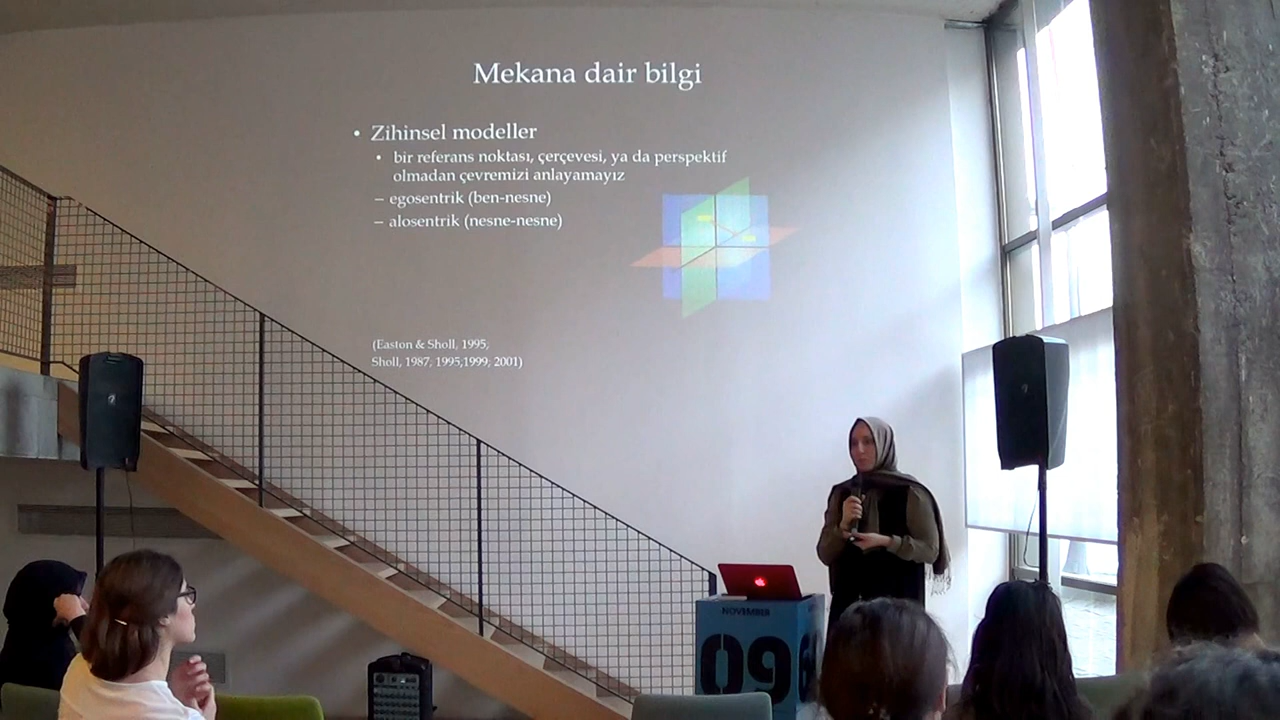 Mekana dair bilgi
• Zihinsel modeller
• bir referans noktası, çerçevesi, ya da perspektif
olmadan çevremizi anlayamayız
– egosentrik (ben-nesne)
– alosentrik (nesne-nesne)
(Easton & Sholl, 1995;
Sholl, 1987, 1995,1999; 2001)
NOVEMBER
09